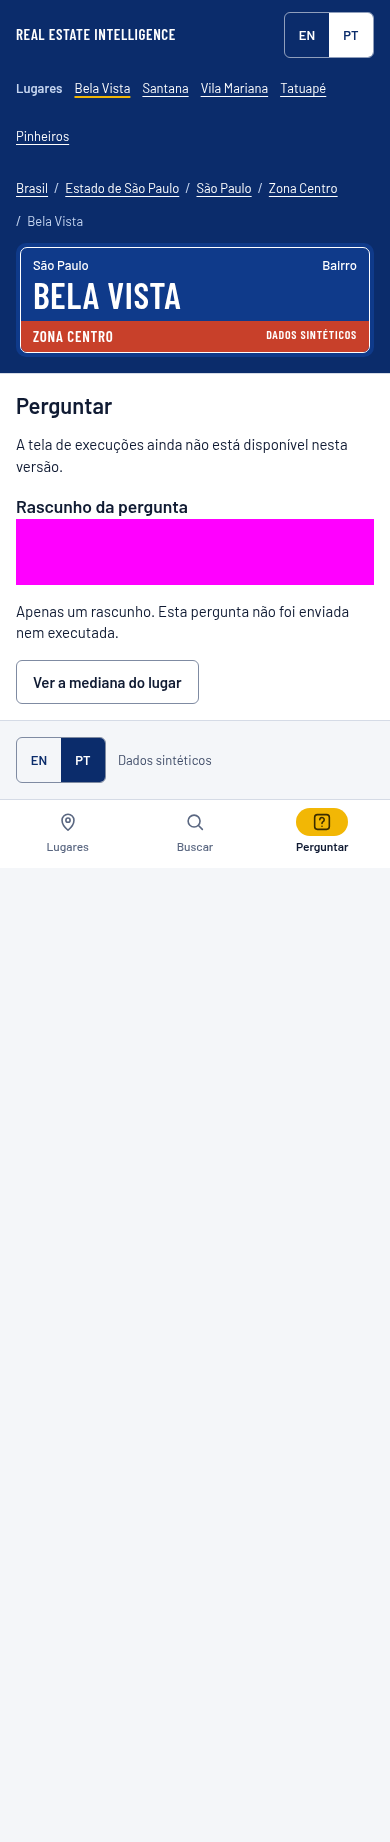 REAL ESTATE INTELLIGENCE
EN PT
Lugares Bela Vista Santana Vila Mariana Tatuapé
Pinheiros
Brasil / Estado de São Paulo / São Paulo / Zona Centro
/ Bela Vista
São Paulo Bairro
BELA VISTA
ZONA CENTRO DADOS SINTÉTICOS
Perguntar
A tela de execuções ainda não está disponível nesta
versão.
Rascunho da pergunta
Apenas um rascunho. Esta pergunta não foi enviada
nem executada.
Ver a mediana do lugar
EN PT Dados sintéticos
Lugares Buscar Perguntar